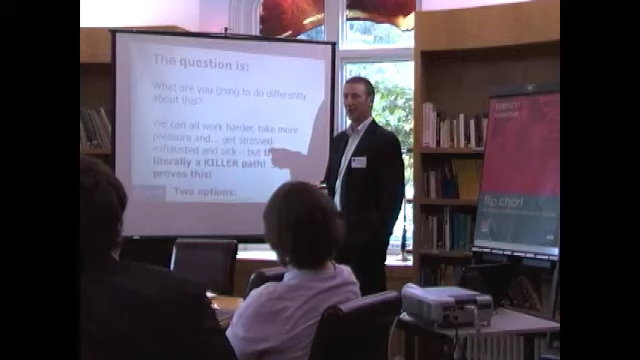 The question is:
What are you going to do differently
about this?
We can all work harder, take more
pressure and... get stressed
exhausted and sick – but
literally a KILLER path!
proves this!
Two options:
flip chart